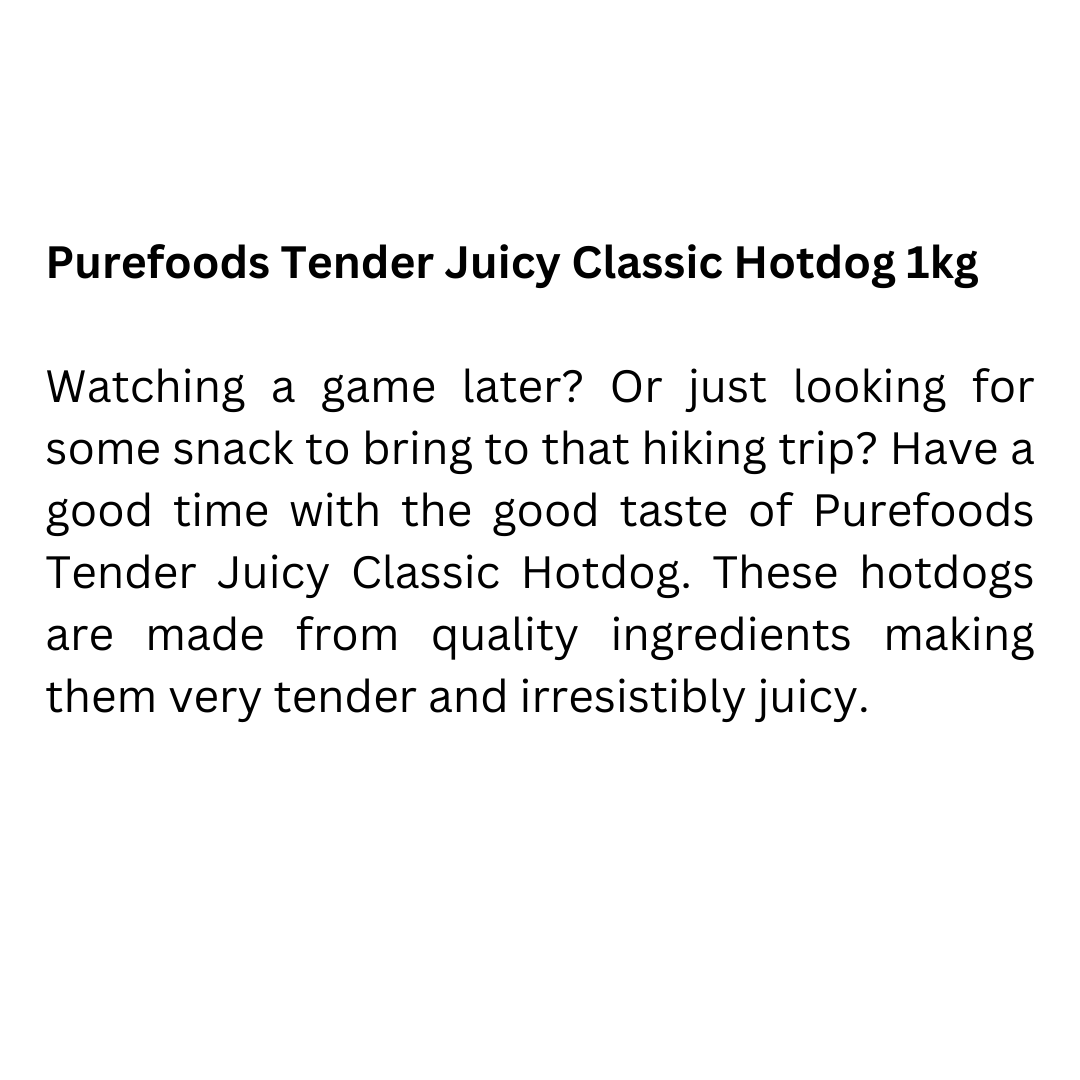 Purefoods Tender Juicy Classic Hotdog 1kg
Watching a game later? Or just looking for
some snack to bring to that hiking trip? Have a
good time with the good taste of Purefoods
Tender Juicy Classic Hotdog. These hotdogs
are made from quality ingredients making
them very tender and irresistibly juicy.